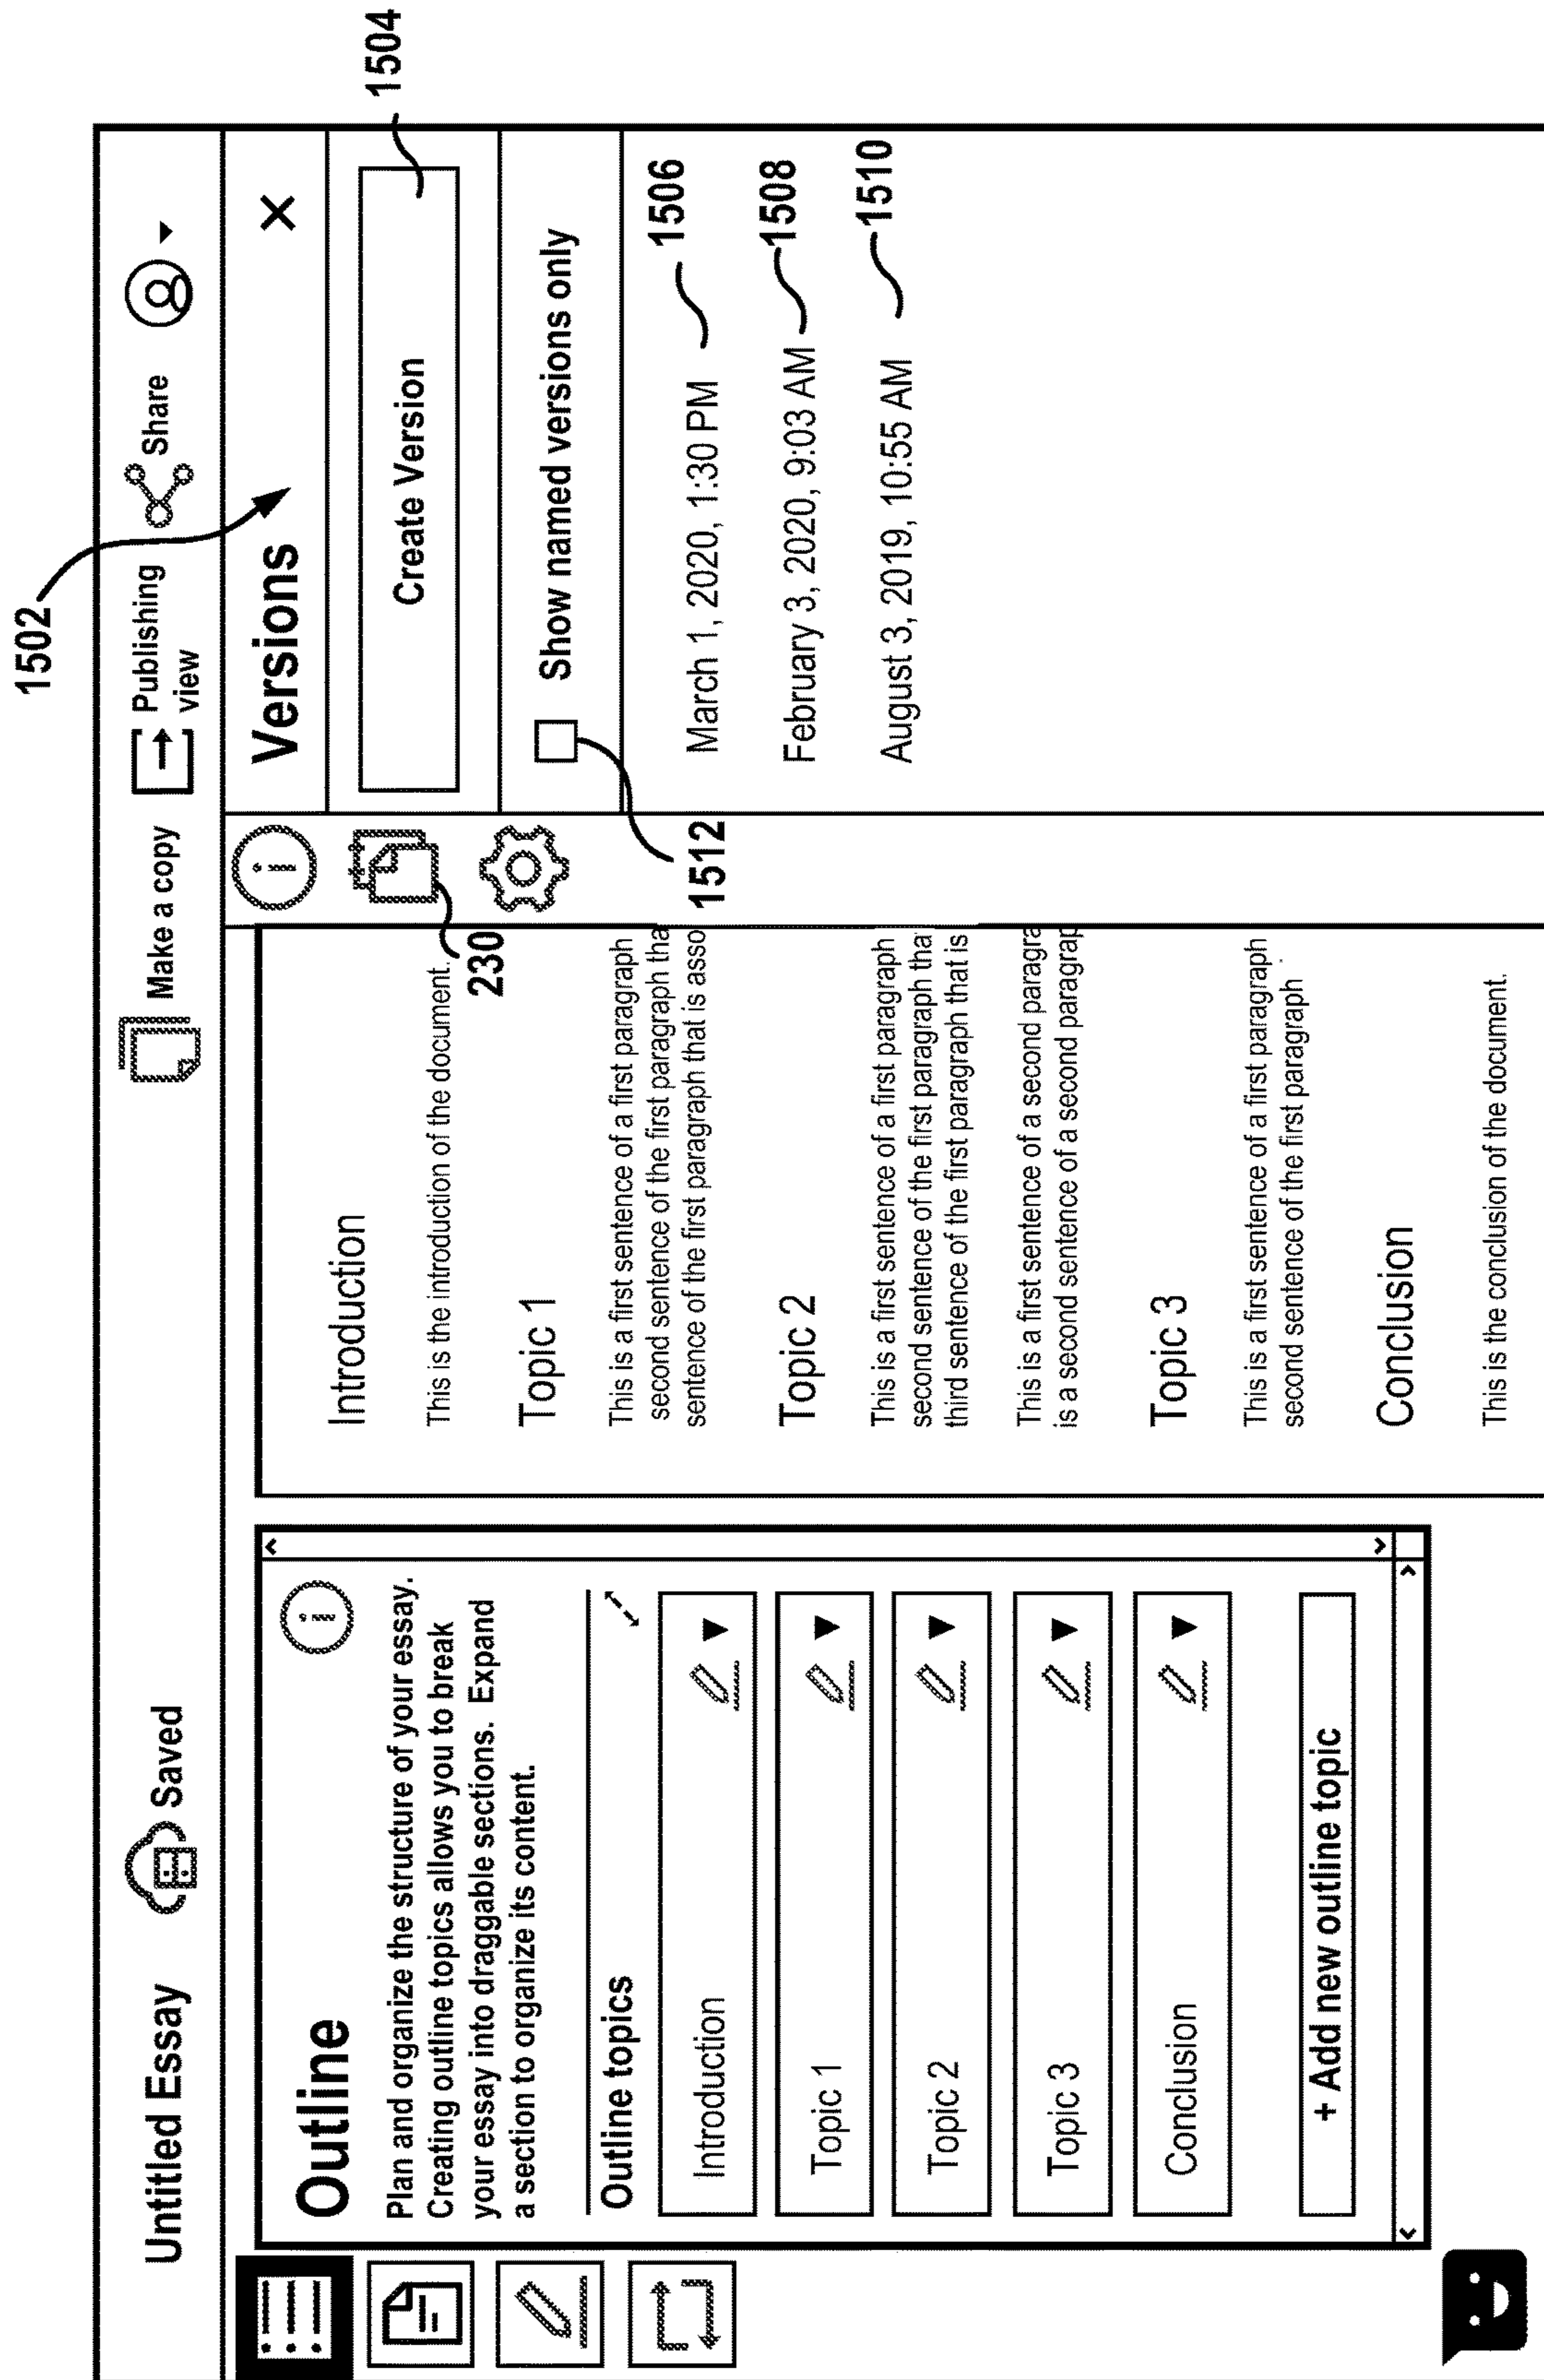 1502
1504
Untitled Essay
Saved
Make a copy
Publishing
view
Share
Outline
Plan and organize the structure of your essay.
Creating outline topics allows you to break
your essay into draggable sections. Expand
a section to organize its content.
Outline topics
Introduction
Topic 1
Topic 2
Topic 3
Conclusion
+ Add new outline topic
Introduction
This is the introduction of the document.
Topic 1
This is a first sentence of a first paragraph
second sentence of the first paragraph tha
sentence of the first paragraph that is asso
Topic 2
This is a first sentence of a first paragraph
second sentence of the first paragraph tha
third sentence of the first paragraph that is
This is a first sentence of a second paragra
is a second sentence of a second paragrap
Topic 3
This is a first sentence of a first paragraph
second sentence of the first paragraph
Conclusion
This is the conclusion of the document.
i
i
230
1512
Versions
X
Create Version
Show named versions only
March 1, 2020, 1:30 PM
1506
February 3, 2020, 9:03 AM
1508
August 3, 2019, 10:55 AM
1510